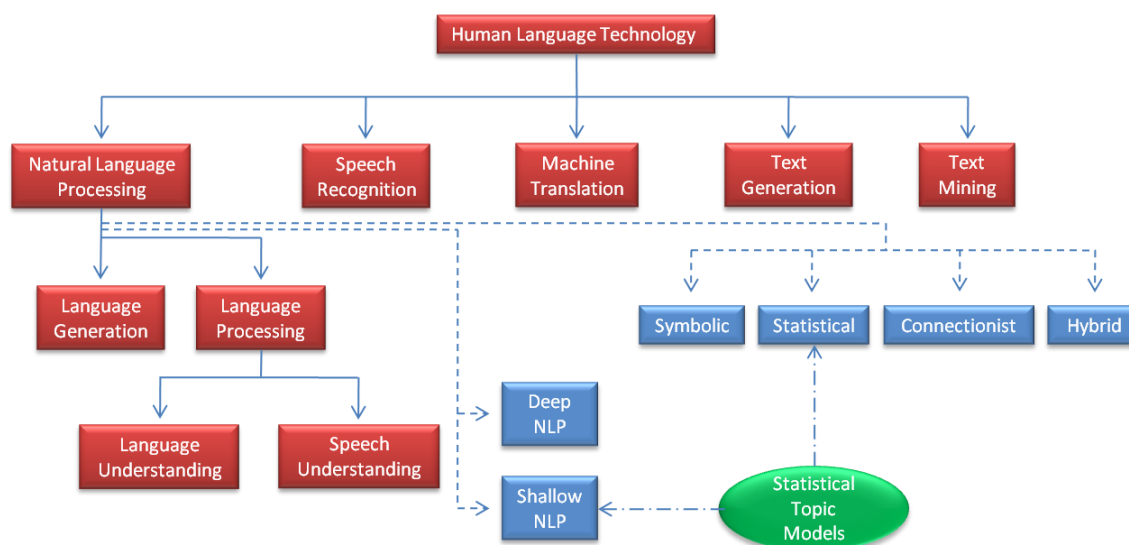 Human Language Technology
Natural Language
Processing
Speech
Recognition
Machine
Translation
Text
Generation
Text
Mining
Language
Generation
Language
Processing
Symbolic
Statistical
Connectionist
Hybrid
Deep
NLP
Language
Understanding
Speech
Understanding
Shallow
NLP
Statistical
Topic
Models